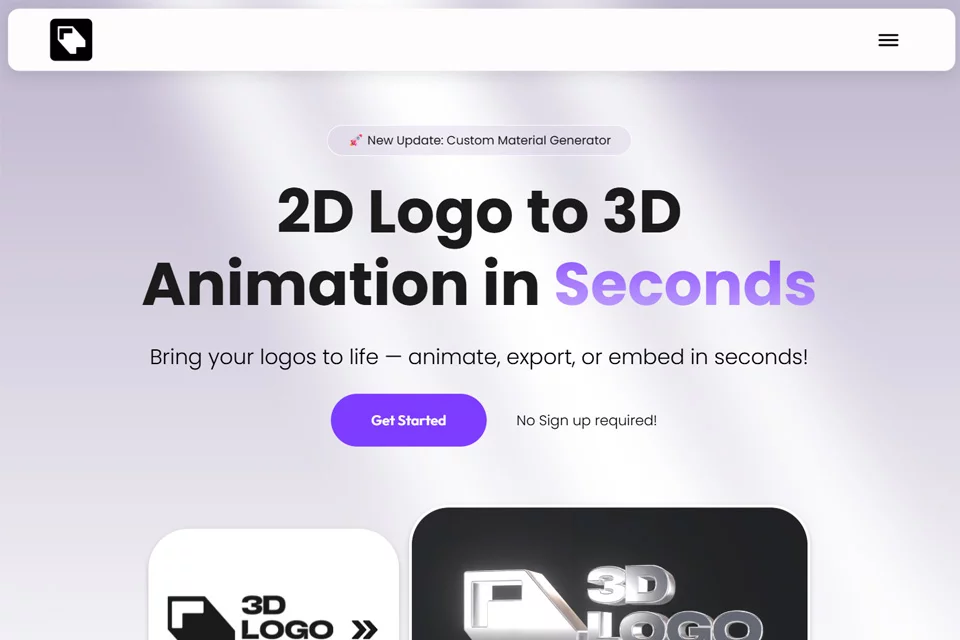 🚀 New Update: Custom Material Generator
2D Logo to 3D
Animation in Seconds
Bring your logos to life — animate, export, or embed in seconds!
Get Started
No Sign up required!
3D
LOGO
3D
LOGO